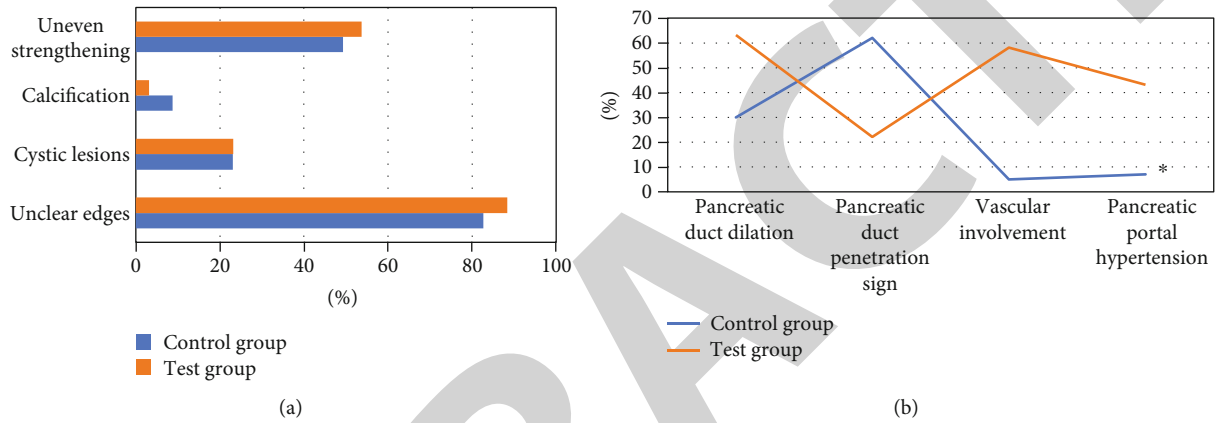 Uneven
strengthening
Calcification
Cystic lesions
Unclear edges
0 20 40 60 80 100
(%)
Control group
Test group
(a)
70
60
50
40
30
20
10
0
(%)
*
Pancreatic
duct dilation
Pancreatic
duct
penetration
sign
Vascular
involvement
Pancreatic
portal
hypertension
Control group
Test group
(b)